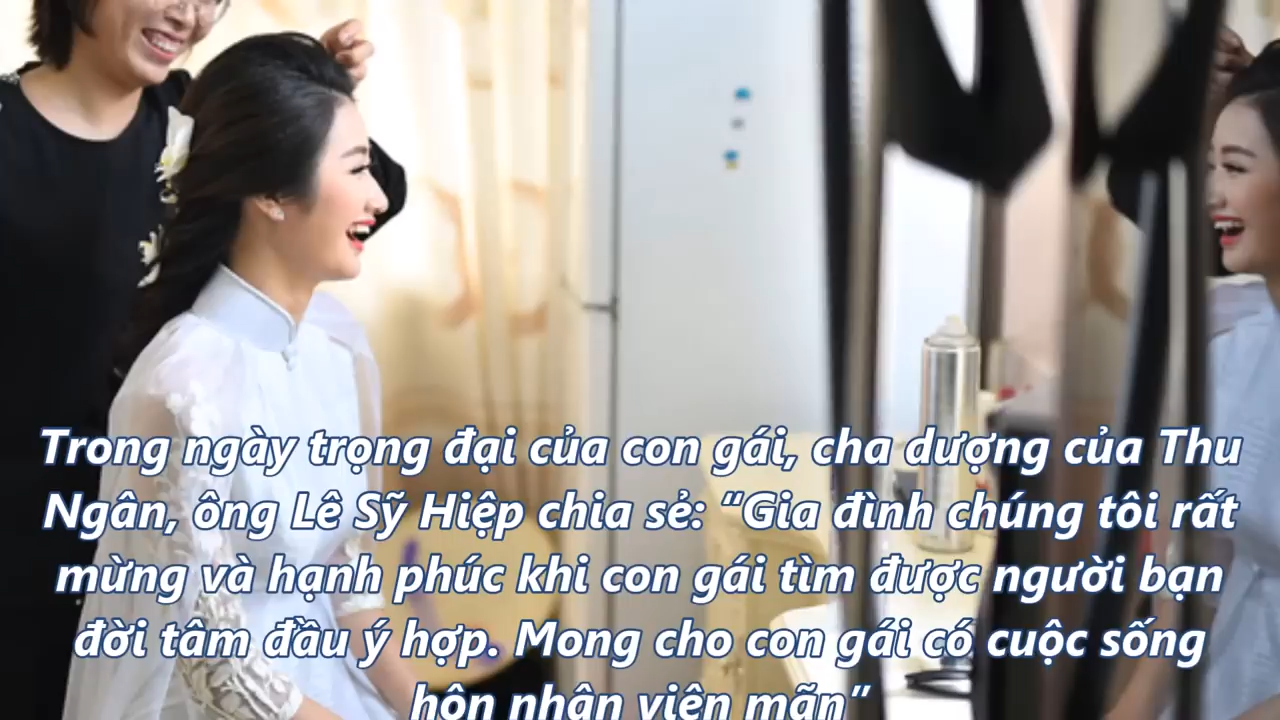 Trong ngày trọng đại của con gái, cha dượng của Thu
Ngân, ông Lê Sỹ Hiệp chia sẻ: “Gia đình chúng tôi rất
mừng và hạnh phúc khi con gái tìm được người bạn
đời tâm đầu ý hợp. Mong cho con gái có cuộc sống
hôn nhân viên mãn”